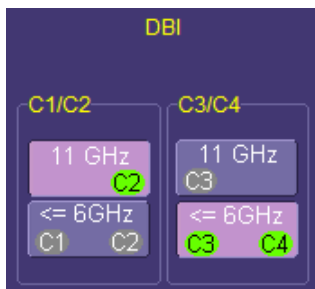 DBI
C1/C2
11 GHz
C2
<= 6GHz
C1 C2
C3/C4
11 GHz
C3
<= 6GHz
C3 C4